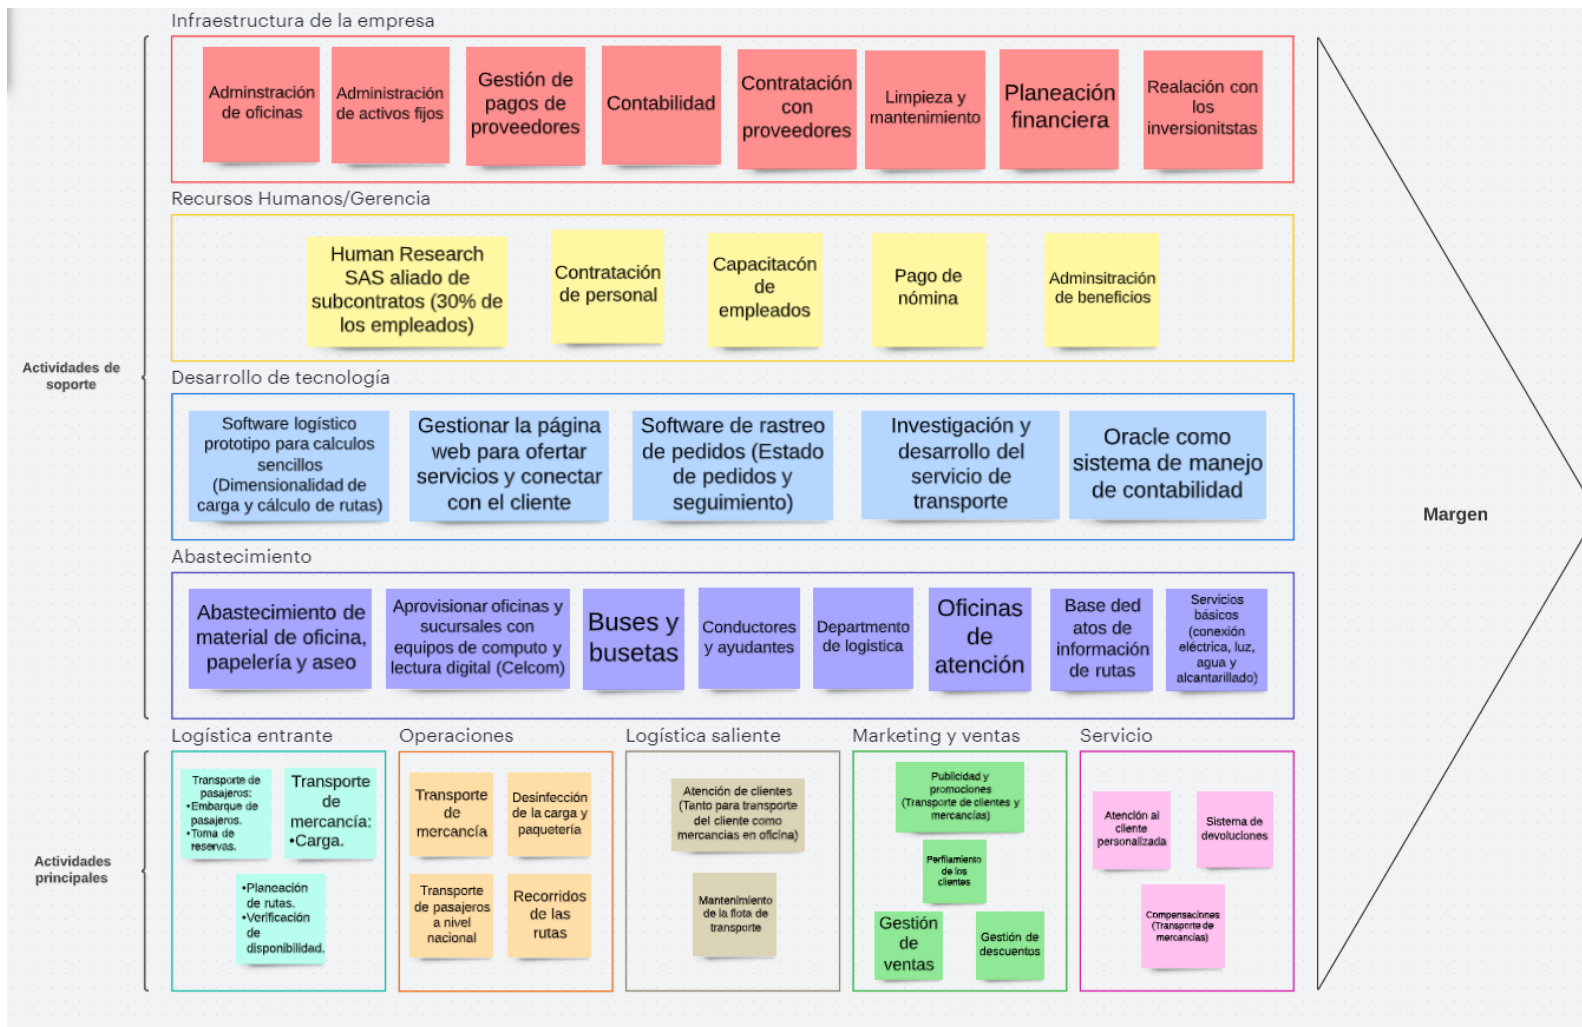 Infraestructura de la empresa
Adminstración
de oficinas
Administración
de activos fijos
Gestión de
pagos de
proveedores
Contabilidad
Contratación
con
proveedores
Limpieza y
mantenimiento
Planeación
financiera
Realación con
los
inversionitstas
Recursos Humanos/Gerencia
Human Research
SAS aliado de
subcontratos (30% de
los empleados)
Contratación
de personal
Capacitacón
de
empleados
Pago de
nómina
Adminsitración
de beneficios
Actividades de
soporte
Desarrollo de tecnología
Software logístico
prototipo para calculos
sencillos
(Dimensionalidad de
carga y cálculo de rutas)
Gestionar la página
web para ofertar
servicios y conectar
con el cliente
Software de rastreo
de pedidos (Estado
de pedidos y
seguimiento)
Investigación y
desarrollo del
servicio de
transporte
Oracle como
sistema de manejo
de contabilidad
Margen
Abastecimiento
Abastecimiento de
material de oficina,
papelería y aseo
Aprovisionar oficinas y
sucursales con
equipos de computo y
lectura digital (Celcom)
Buses y
busetas
Conductores
y ayudantes
Departmento
de logistica
Oficinas
de
atención
Base ded
atos de
información
de rutas
Servicios
básicos
(conexión
eléctrica, luz,
agua y
alcantarillado)
Actividades
principales
Logística entrante
Transporte de
pasajeros:
•Embarque de
pasajeros.
•Toma de
reservas.
Transporte
de
mercancía:
•Carga.
•Planeación
de rutas.
•Verificación
de
disponibilidad.
Operaciones
Transporte
de
mercancía
Desinfección
de la carga y
paquetería
Transporte
de pasajeros
a nivel
nacional
Recorridos
de las
rutas
Logística saliente
Atención de clientes
(Tanto para transporte
del cliente como
mercancias en oficina)
Mantenimiento
de la flota de
transporte
Marketing y ventas
Publicidad y
promociones
(Transporte de clientes y
mercancías)
Perfilamiento
de los
clientes
Gestión
de
ventas
Gestión de
descuentos
Servicio
Atención al
cliente
personalizada
Sistema de
devoluciones
Compensaciones
(Transporte de
mercancias)